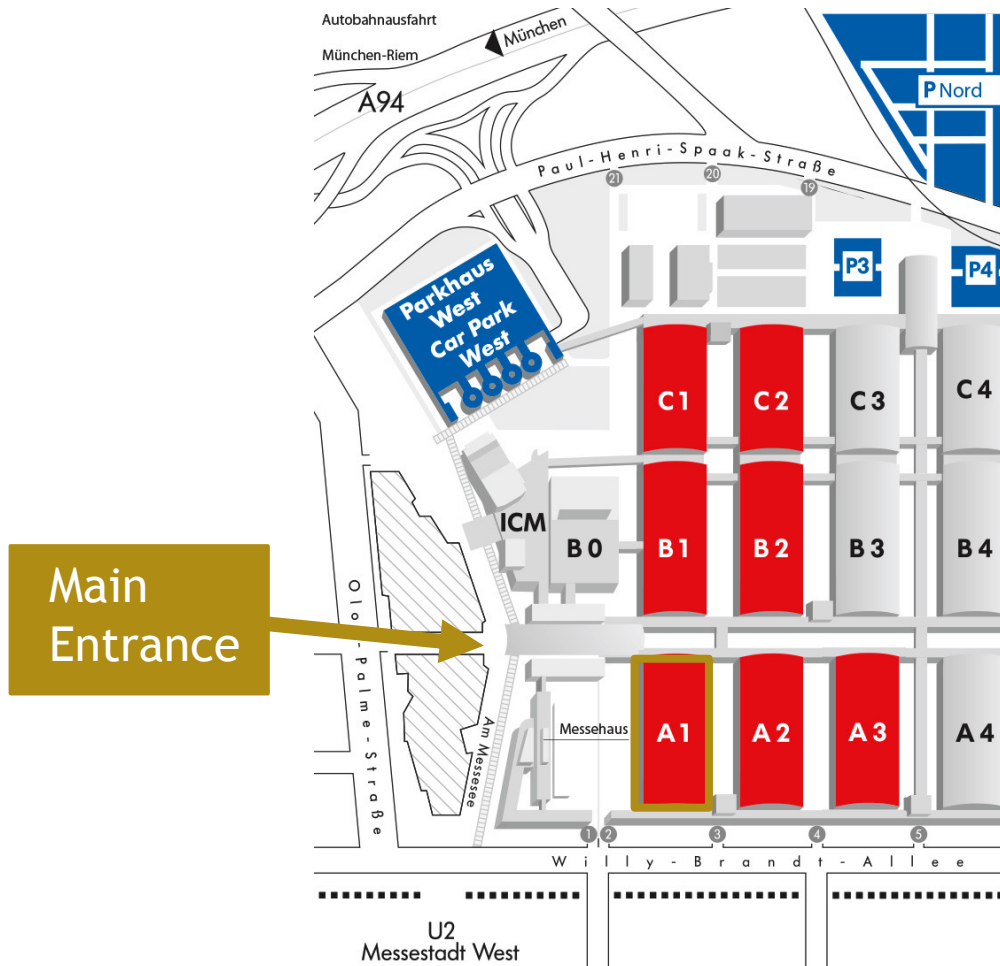 Autobahnausfahrt
München-Riem
München
A94
P Nord
Paul-Henri-Spaak-Straße
21
20
19
P3
P4
Parkhaus
West
Car Park
West
C1
C2
C3
C4
ICM
B0
B1
B2
B3
B4
Main
Entrance
Olof-Palme-Straße
Am Messesee
Messehaus
A1
A2
A3
A4
1
2
3
4
5
Willy-Brandt-Allee
U2
Messestadt West